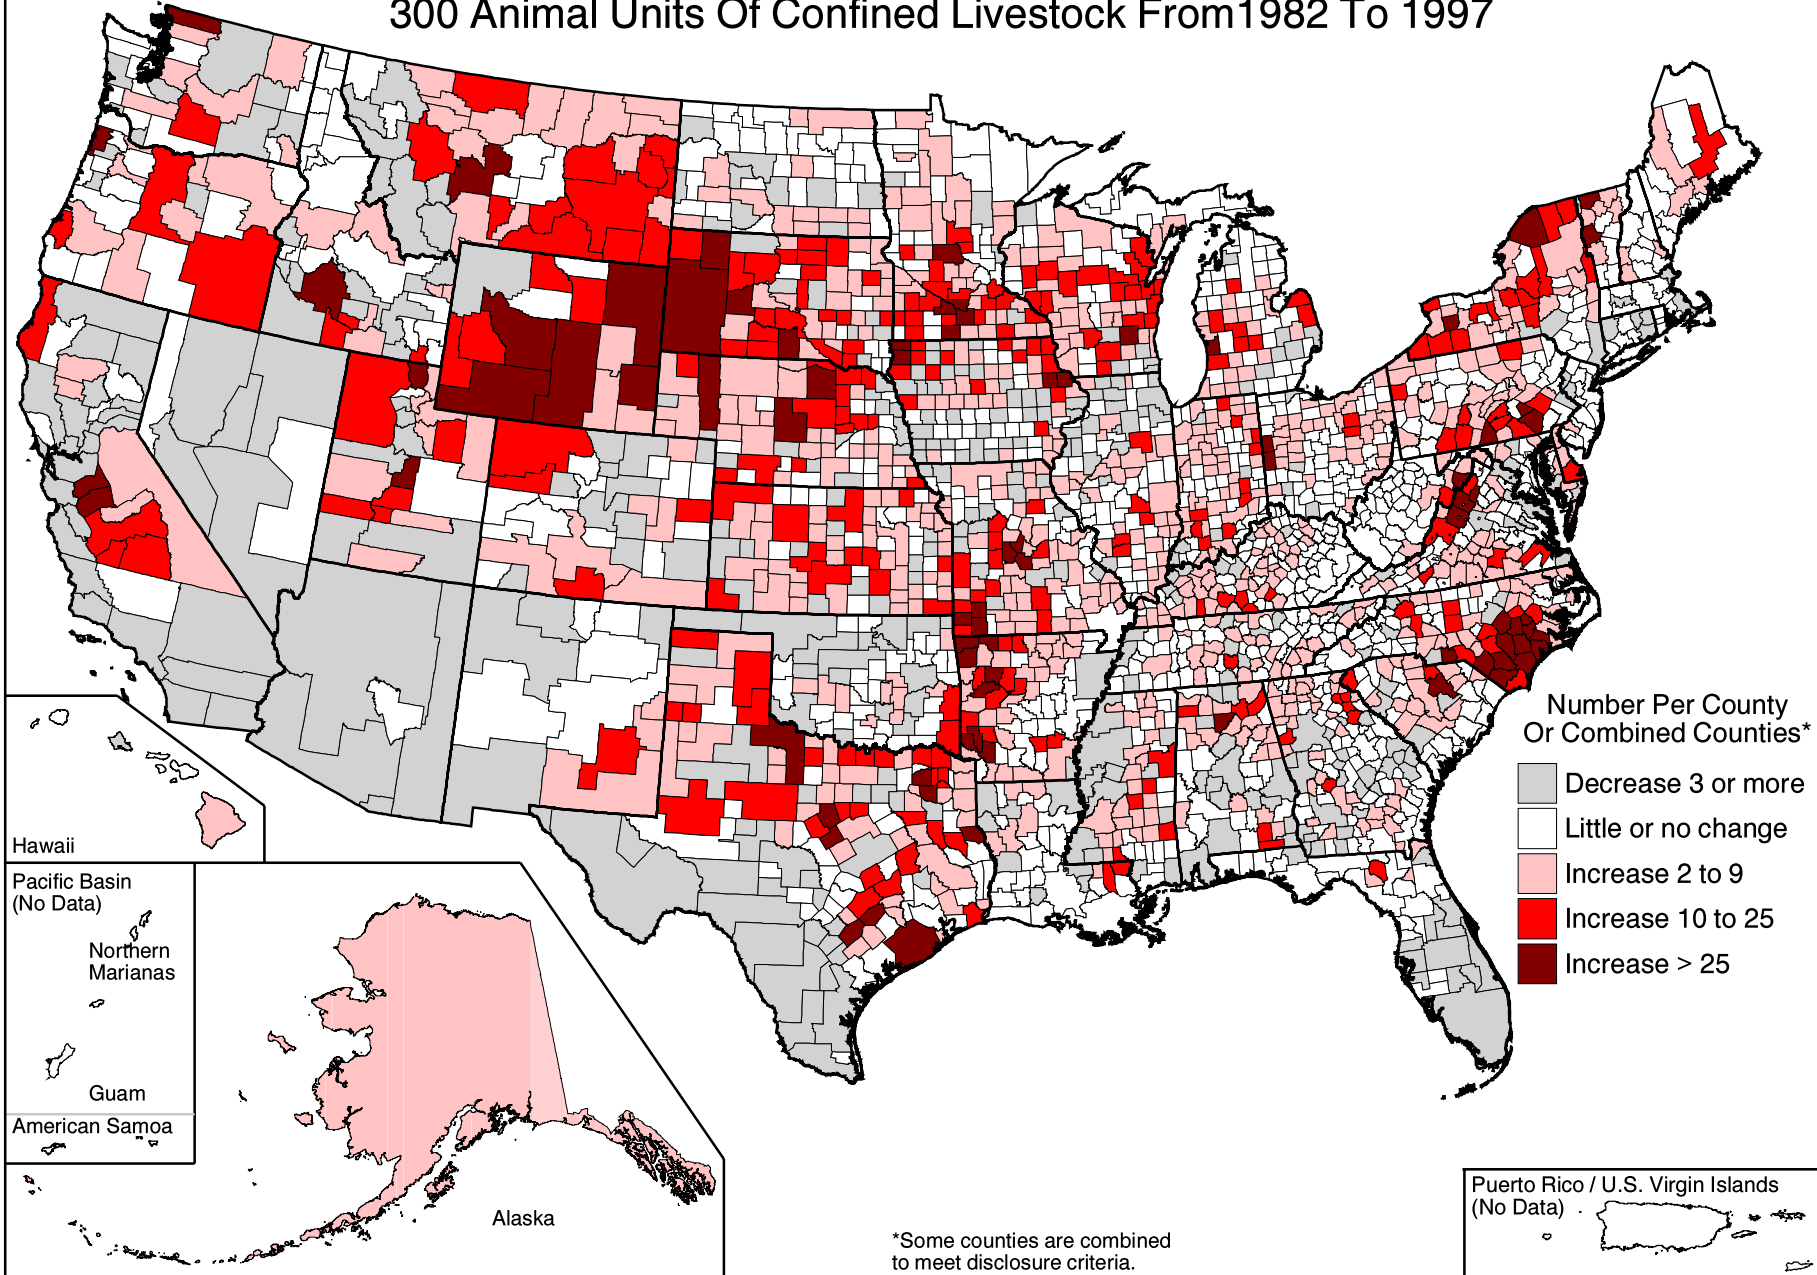 300 Animal Units Of Confined Livestock From1982 To 1997
Number Per County
Or Combined Counties*
Decrease 3 or more
Little or no change
Increase 2 to 9
Increase 10 to 25
Increase > 25
Hawaii
Pacific Basin
(No Data)
Northern
Marianas
Guam
American Samoa
Alaska
*Some counties are combined
to meet disclosure criteria.
Puerto Rico / U.S. Virgin Islands
(No Data)